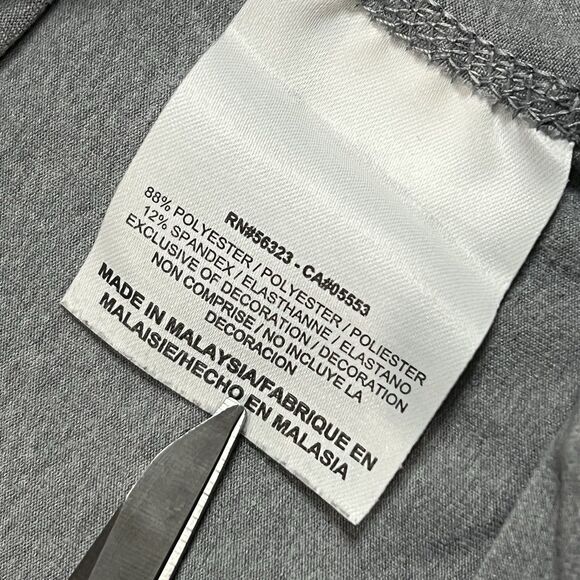 RN#56323 - CA#05553
88% POLYESTER / POLYESTER / POLIESTER
12% SPANDEX / ELASTHANNE / ELASTANO
EXCLUSIVE OF DECORATION / DECORATION
NON COMPRISE / NO INCLUYE LA
DECORACION
MADE IN MALAYSIA/FABRIQUE EN
MALAISIE/HECHO EN MALASIA